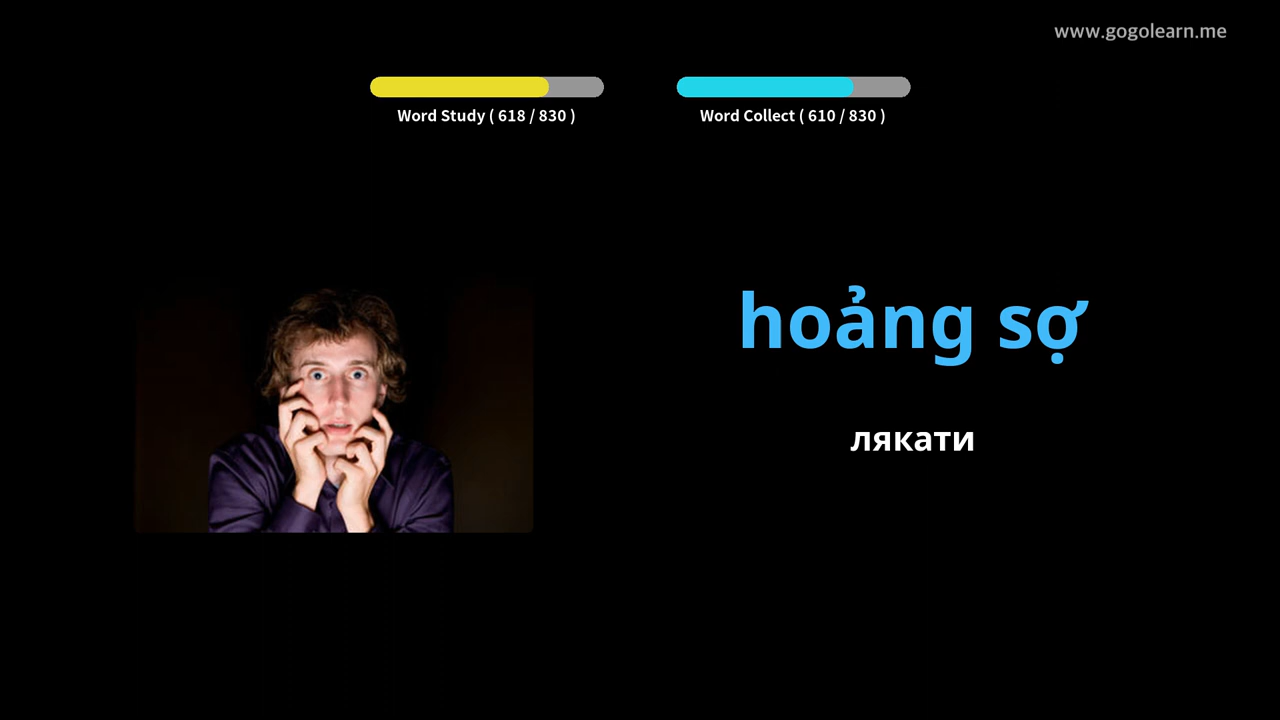 www.gogolearn.me
Word Study ( 618 / 830 )
Word Collect ( 610 / 830 )
hoảng sợ
лякати